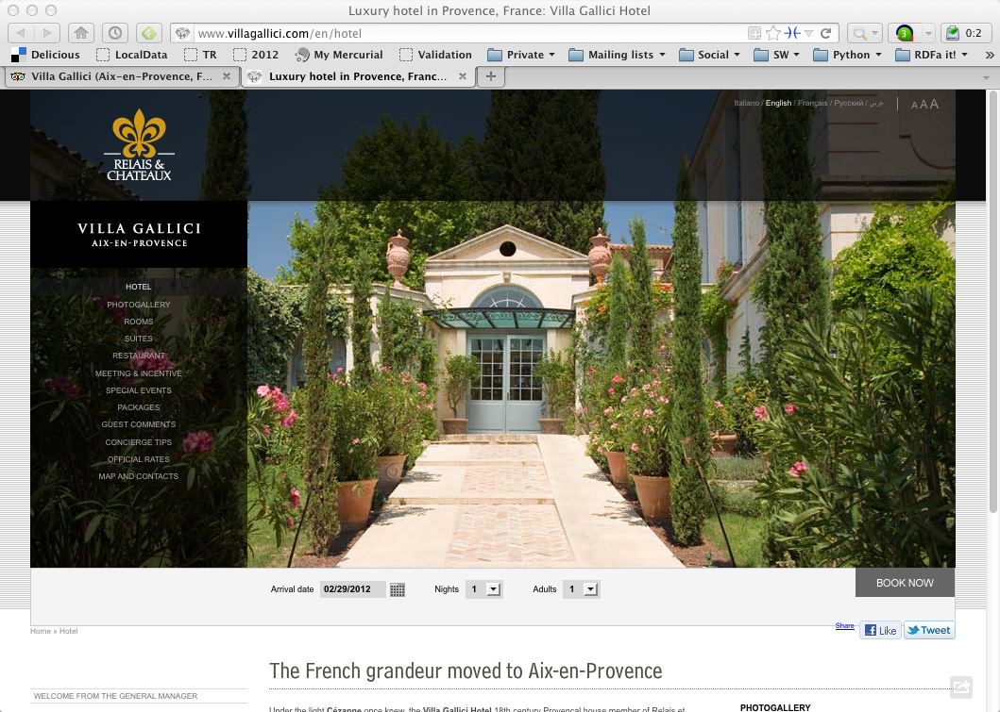 Luxury hotel in Provence, France: Villa Gallici Hotel
www.villagallici.com/en/hotel
3
0:2
Delicious LocalData TR 2012 My Mercurial Validation Private Mailing lists Social SW Python RDFa it! »
Villa Gallici (Aix-en-Provence, F... Luxury hotel in Provence, Franc...
Italiano / English / Français / Русский / عربي A A A
RELAIS &
CHATEAUX
VILLA GALLICI
AIX-EN-PROVENCE
HOTEL
PHOTOGALLERY
ROOMS
SUITES
RESTAURANT
MEETING & INCENTIVE
SPECIAL EVENTS
PACKAGES
GUEST COMMENTS
CONCIERGE TIPS
OFFICIAL RATES
MAP AND CONTACTS
Arrival date 02/29/2012 Nights 1 Adults 1 BOOK NOW
Home » Hotel
Share Like Tweet
The French grandeur moved to Aix-en-Provence
WELCOME FROM THE GENERAL MANAGER
Under the light Cézanne once knew, the Villa Gallici Hotel 18th century Provençal house member of Relais et
PHOTOGALLERY